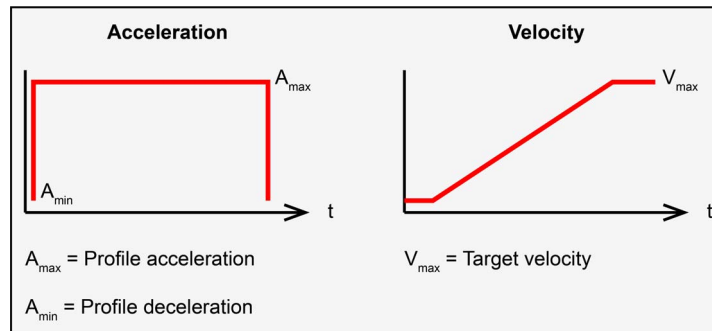 Acceleration
Amax
Amin
t
Amax = Profile acceleration
Amin = Profile deceleration
Velocity
Vmax
t
Vmax = Target velocity